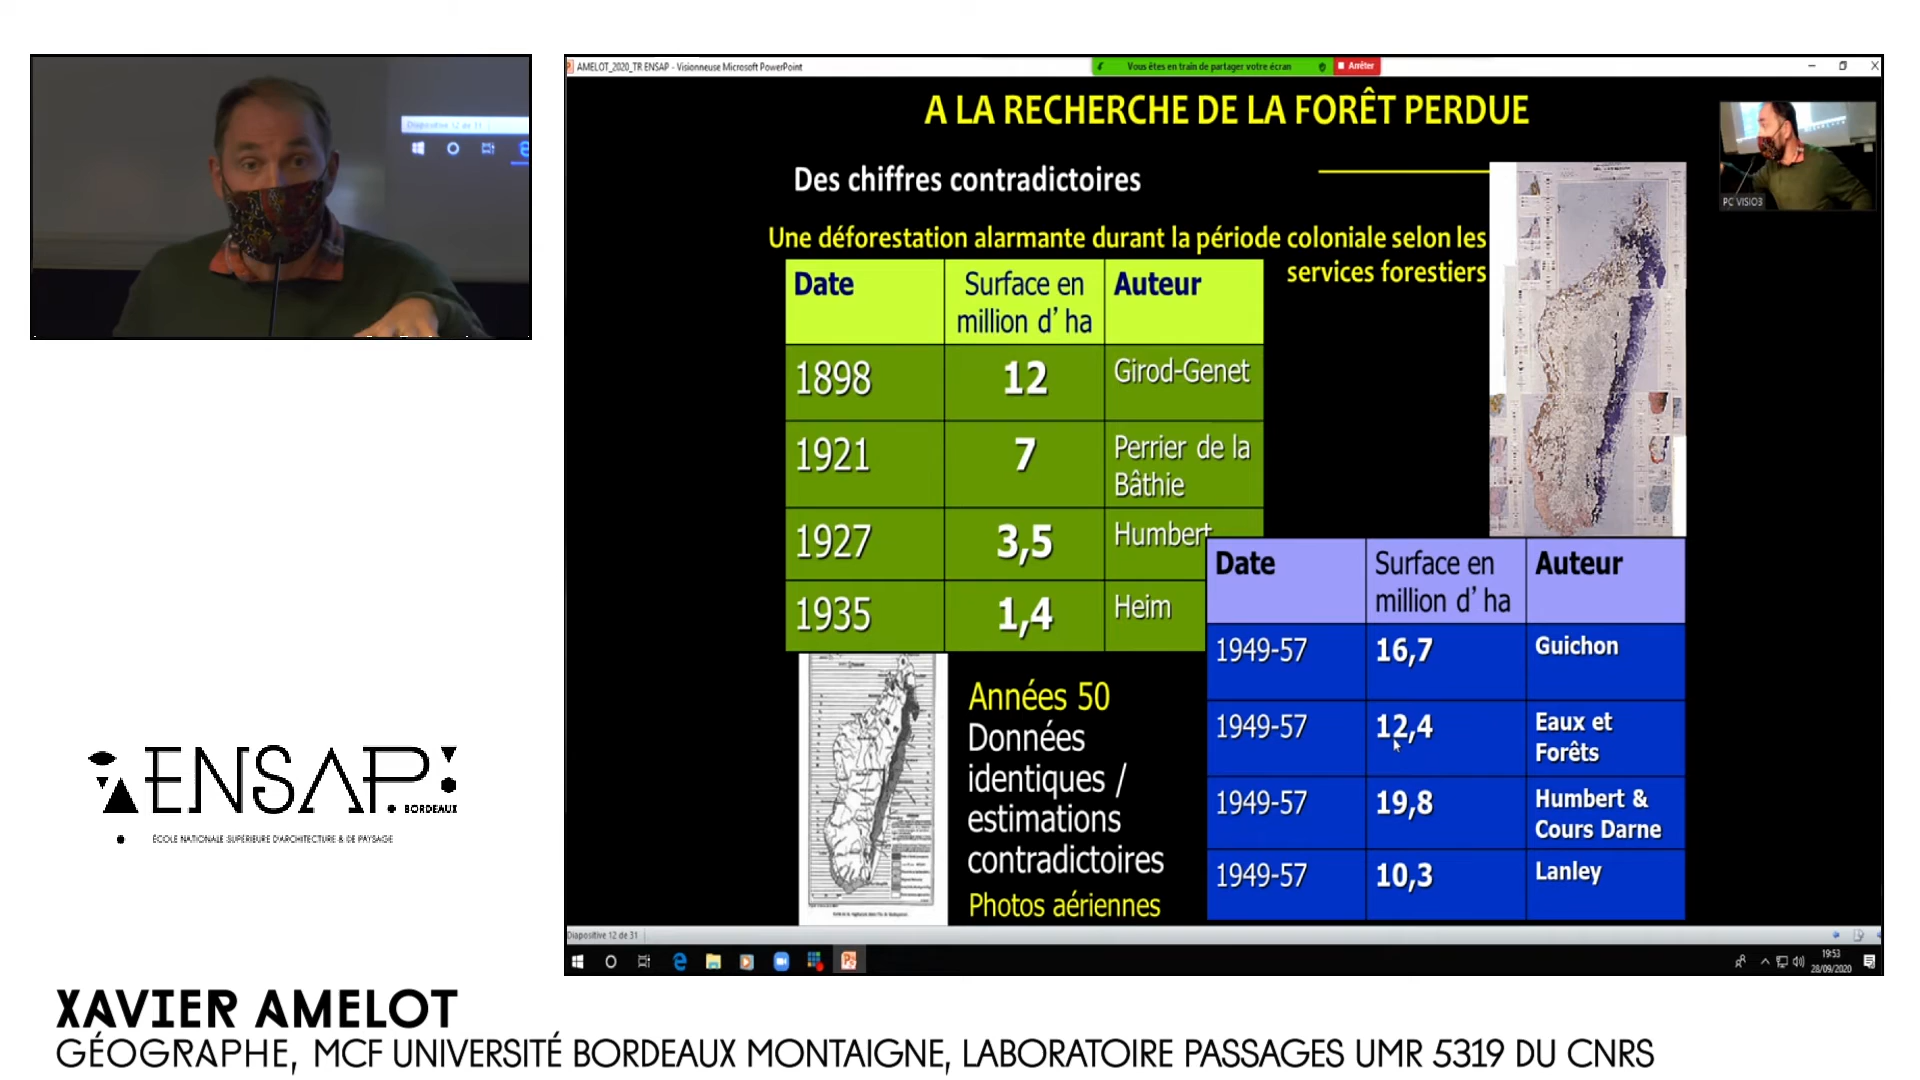 AMELOT_2020_TR ENSAP - Visionneuse Microsoft PowerPoint
Vous êtes en train de partager votre écran
Arrêter
A LA RECHERCHE DE LA FORÊT PERDUE
Des chiffres contradictoires
PC VISIO3
Une déforestation alarmante durant la période coloniale selon les
services forestiers
Date Surface en million d' ha Auteur
1898 12 Girod-Genet
1921 7 Perrier de la Bâthie
1927 3,5 Humbert
1935 1,4 Heim
Années 50
Données
identiques /
estimations
contradictoires
Photos aériennes
Date Surface en million d' ha Auteur
1949-57 16,7 Guichon
1949-57 12,4 Eaux et Forêts
1949-57 19,8 Humbert & Cours Darne
1949-57 10,3 Lanley
Diapositive 12 de 31
19:53
28/09/2020
Diapositive 12 de 31
ENSAP
BORDEAUX
ÉCOLE NATIONALE SUPÉRIEURE D'ARCHITECTURE & DE PAYSAGE
XAVIER AMELOT
GÉOGRAPHE, MCF UNIVERSITÉ BORDEAUX MONTAIGNE, LABORATOIRE PASSAGES UMR 5319 DU CNRS